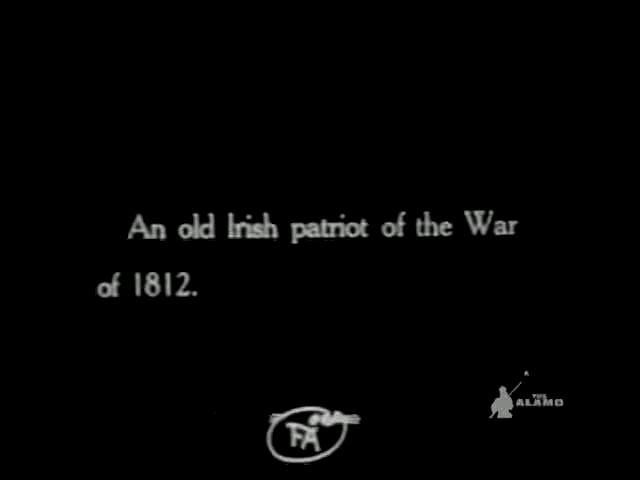 An old Irish patriot of the War
of 1812.
THE
ALAMO
FA